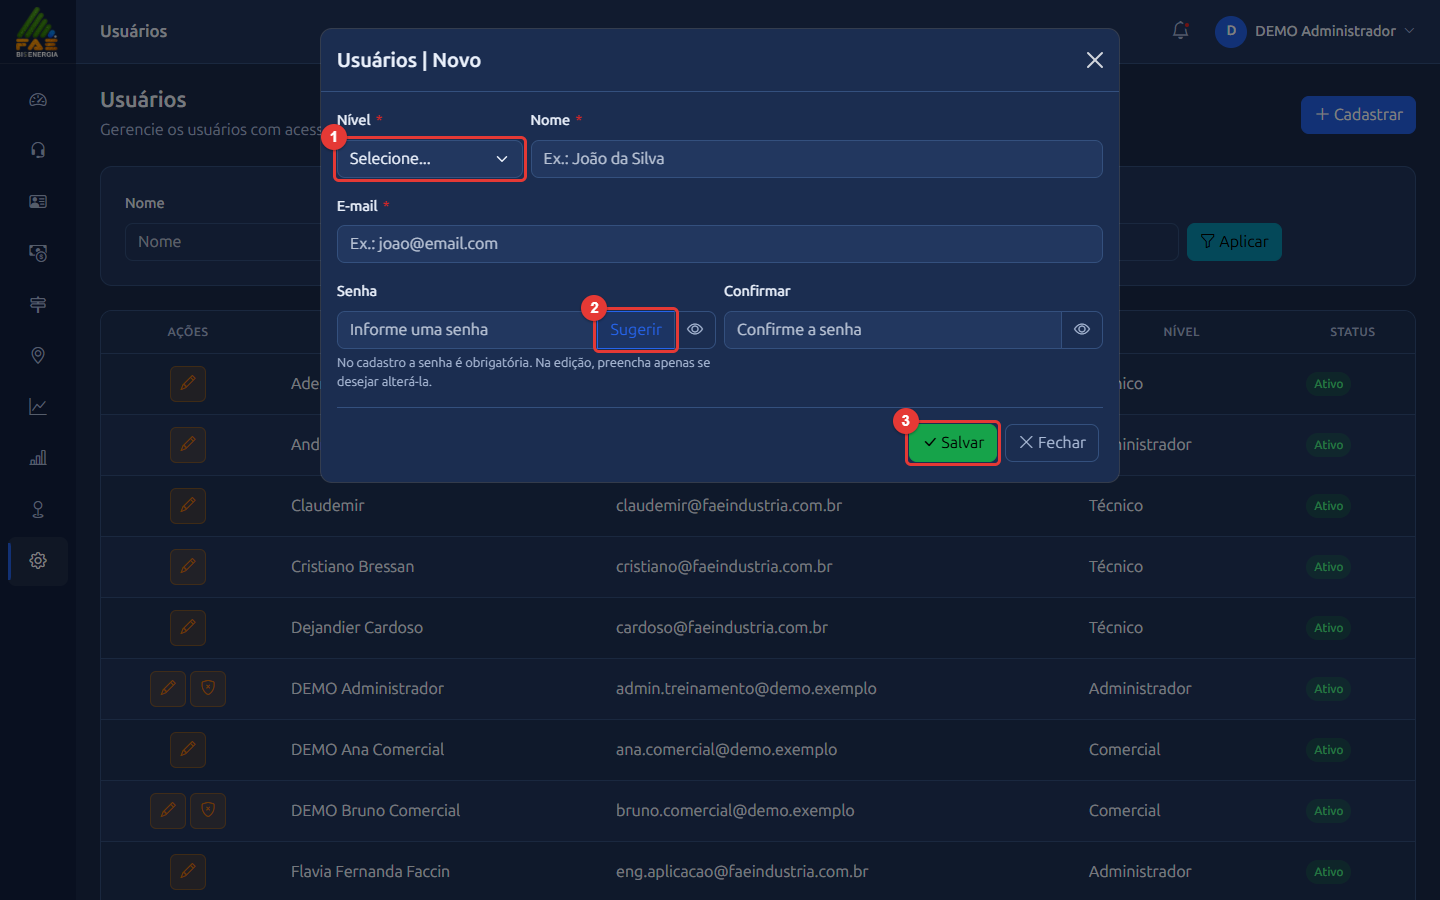 FAE
BIOENERGIA
Usuários
D
DEMO Administrador
Usuários
Gerencie os usuários com acess
Cadastrar
Usuários | Novo
Nível *
Nome *
1
Selecione...
Ex.: João da Silva
E-mail *
Ex.: joao@email.com
Senha
Confirmar
2
Informe uma senha
Sugerir
Confirme a senha
No cadastro a senha é obrigatória. Na edição, preencha apenas se
desejar alterá-la.
3
Salvar
Fechar
Nome
Nome
Aplicar
AÇÕES
NÍVEL
STATUS
Ade
nico
Ativo
And
ninistrador
Ativo
Claudemir
claudemir@faeindustria.com.br
Técnico
Ativo
Cristiano Bressan
cristiano@faeindustria.com.br
Técnico
Ativo
Dejandier Cardoso
cardoso@faeindustria.com.br
Técnico
Ativo
DEMO Administrador
admin.treinamento@demo.exemplo
Administrador
Ativo
DEMO Ana Comercial
ana.comercial@demo.exemplo
Comercial
Ativo
DEMO Bruno Comercial
bruno.comercial@demo.exemplo
Comercial
Ativo
Flavia Fernanda Faccin
eng.aplicacao@faeindustria.com.br
Administrador
Ativo